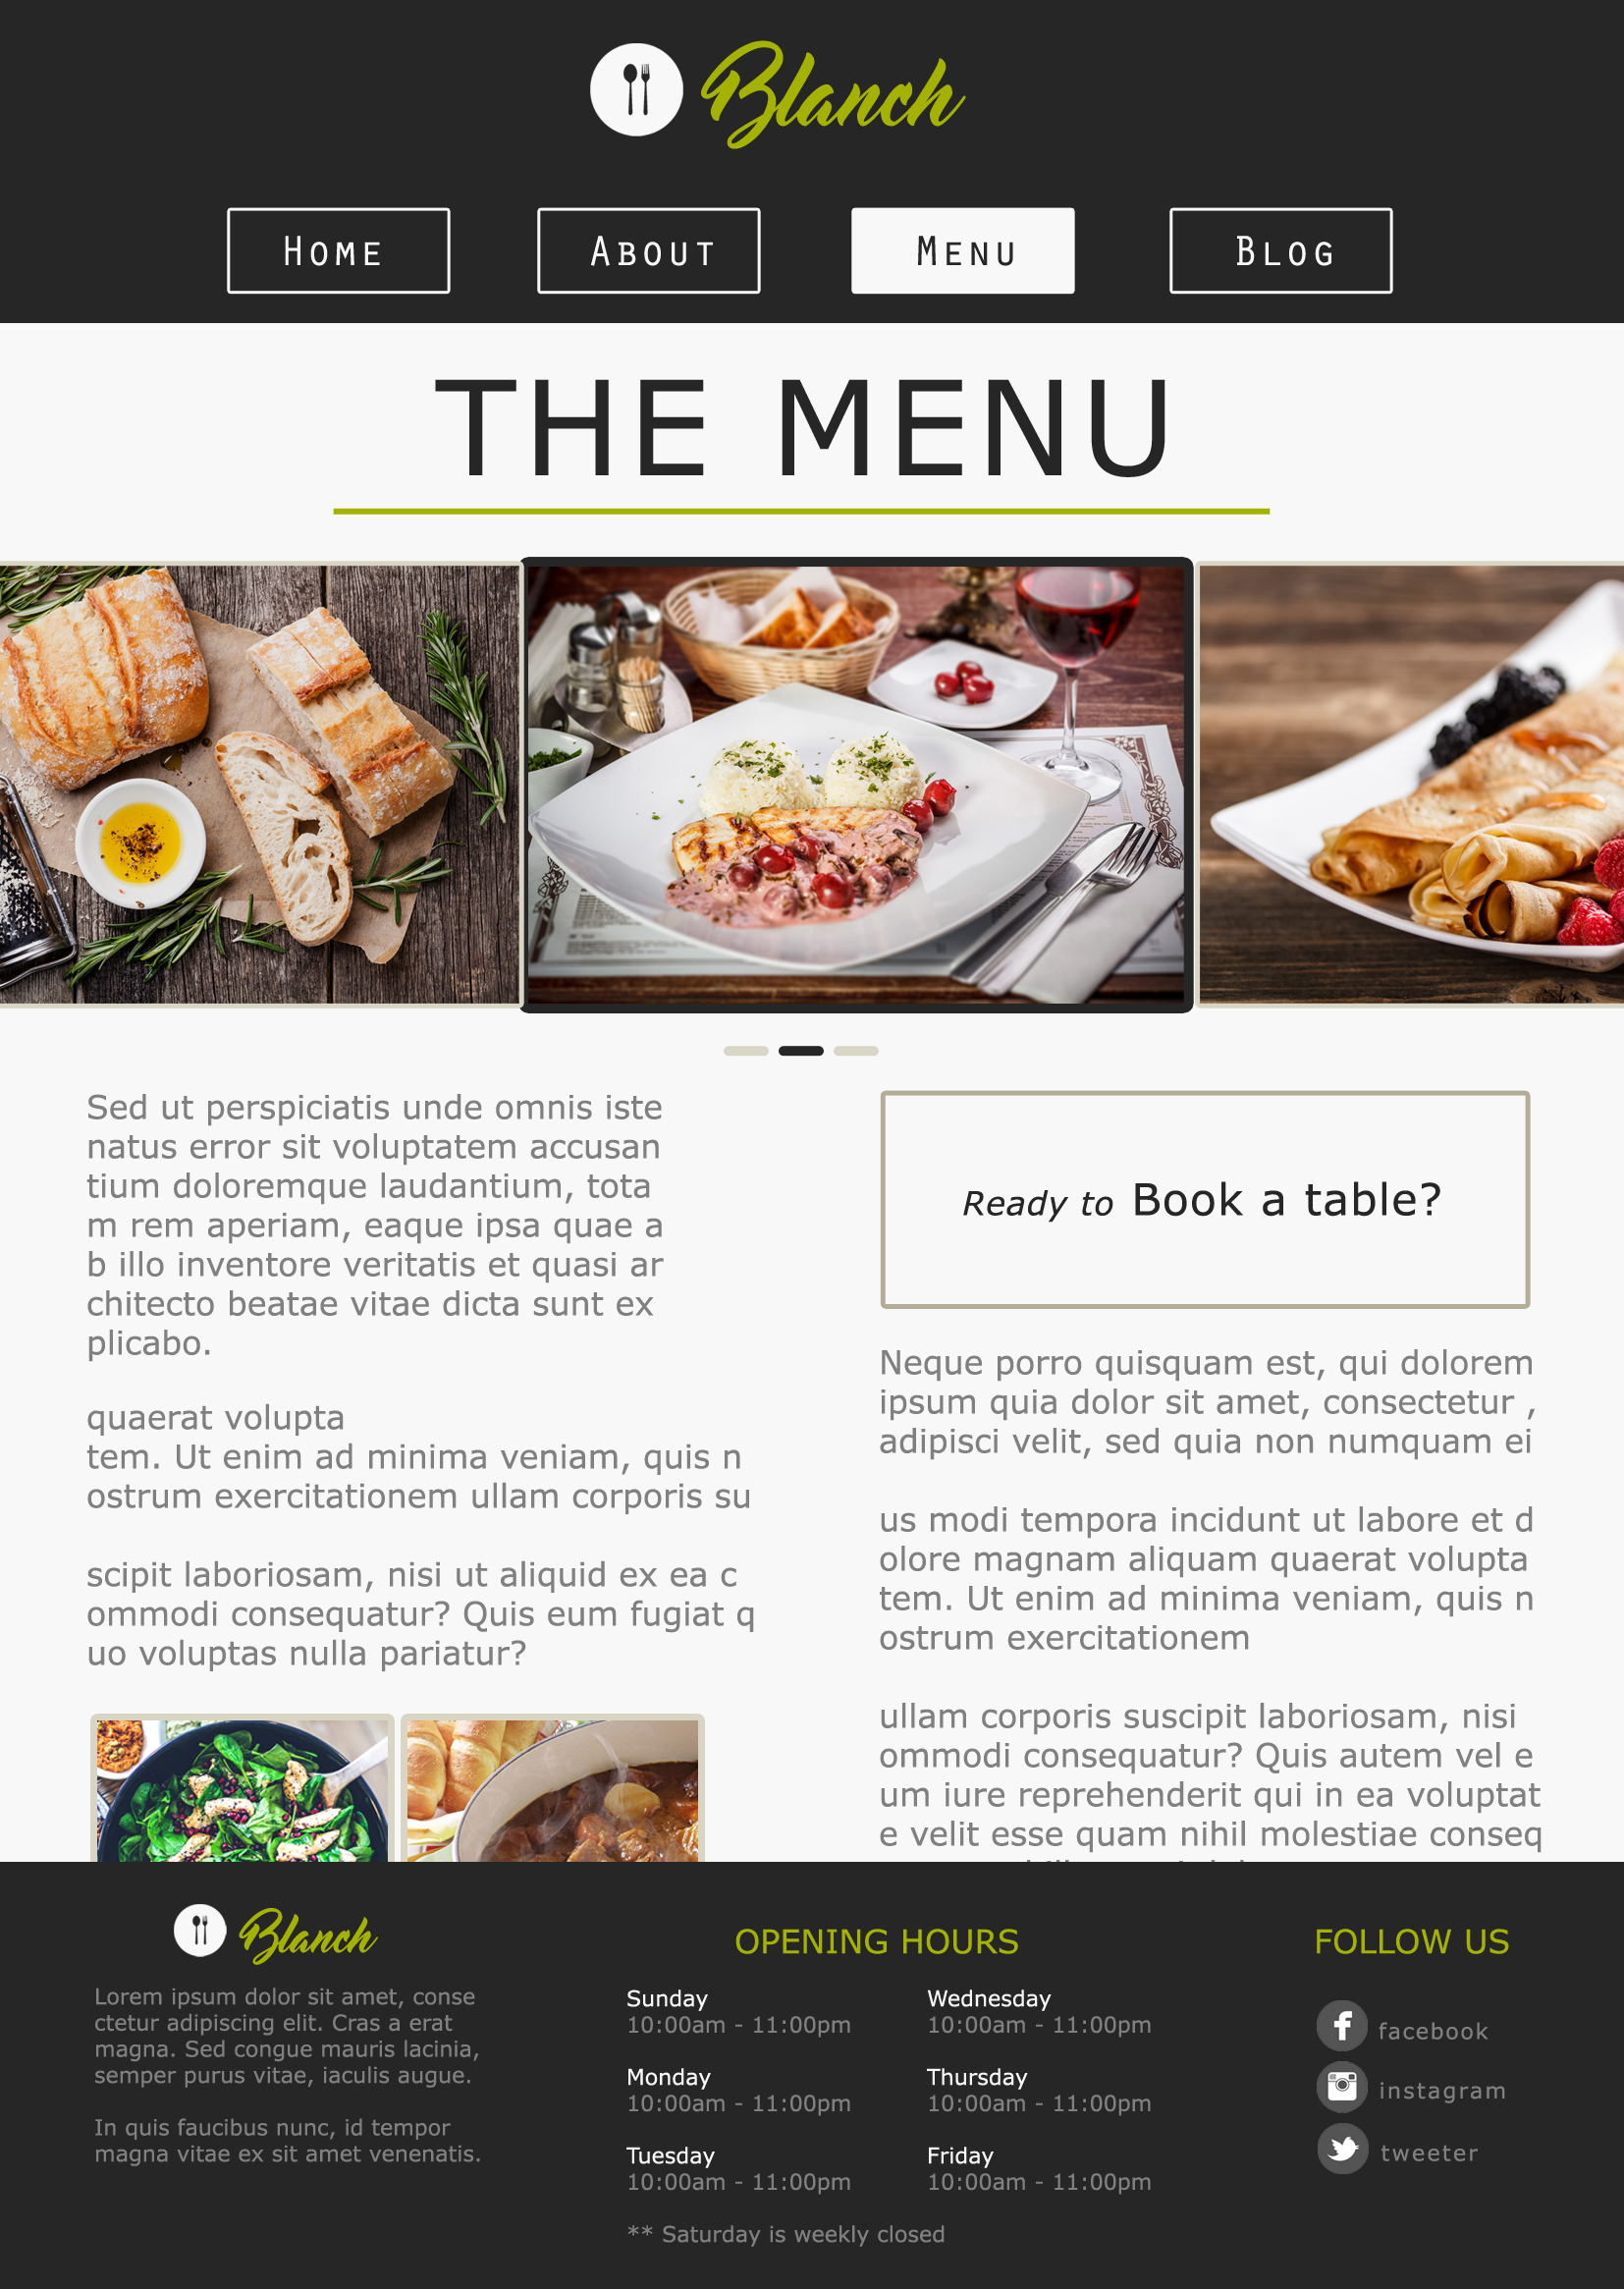 Blanch
Home
About
Menu
Blog
THE MENU
Sed ut perspiciatis unde omnis iste
natus error sit voluptatem accusan
tium doloremque laudantium, tota
m rem aperiam, eaque ipsa quae a
b illo inventore veritatis et quasi ar
chitecto beatae vitae dicta sunt ex
plicabo.
quaerat volupta
tem. Ut enim ad minima veniam, quis n
ostrum exercitationem ullam corporis su
scipit laboriosam, nisi ut aliquid ex ea c
ommodi consequatur? Quis eum fugiat q
uo voluptas nulla pariatur?
Ready to Book a table?
Neque porro quisquam est, qui dolorem
ipsum quia dolor sit amet, consectetur ,
adipisci velit, sed quia non numquam ei
us modi tempora incidunt ut labore et d
olore magnam aliquam quaerat volupta
tem. Ut enim ad minima veniam, quis n
ostrum exercitationem
ullam corporis suscipit laboriosam, nisi
ommodi consequatur? Quis autem vel e
um iure reprehenderit qui in ea voluptat
e velit esse quam nihil molestiae conseq
Blanch
Lorem ipsum dolor sit amet, conse
ctetur adipiscing elit. Cras a erat
magna. Sed congue mauris lacinia,
semper purus vitae, iaculis augue.
In quis faucibus nunc, id tempor
magna vitae ex sit amet venenatis.
OPENING HOURS
Sunday
10:00am - 11:00pm
Monday
10:00am - 11:00pm
Tuesday
10:00am - 11:00pm
Wednesday
10:00am - 11:00pm
Thursday
10:00am - 11:00pm
Friday
10:00am - 11:00pm
** Saturday is weekly closed
FOLLOW US
facebook
instagram
tweeter